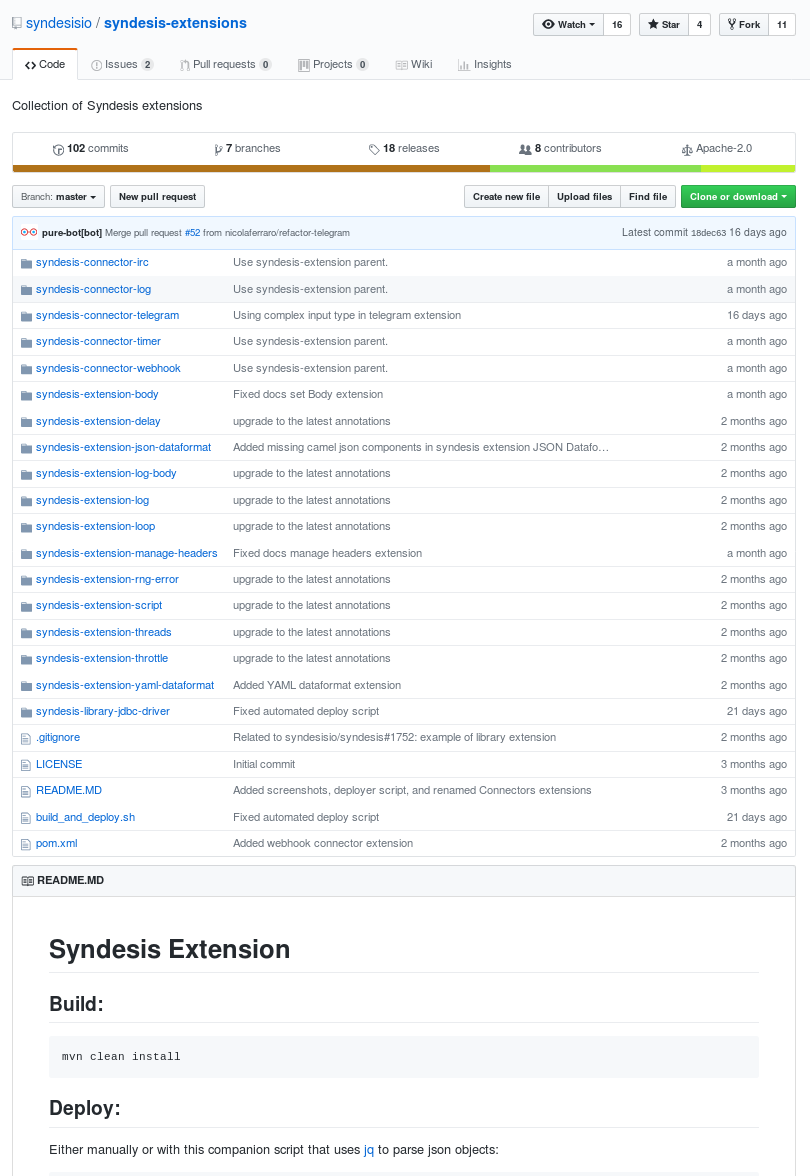 syndesisio / syndesis-extensions
Watch 16 Star 4 Fork 11
Code Issues 2 Pull requests 0 Projects 0 Wiki Insights
Collection of Syndesis extensions
102 commits 7 branches 18 releases 8 contributors Apache-2.0
Branch: master New pull request Create new file Upload files Find file Clone or download
pure-bot[bot] Merge pull request #52 from nicolaferraro/refactor-telegram Latest commit 18dec63 16 days ago
syndesis-connector-irc Use syndesis-extension parent. a month ago
syndesis-connector-log Use syndesis-extension parent. a month ago
syndesis-connector-telegram Using complex input type in telegram extension 16 days ago
syndesis-connector-timer Use syndesis-extension parent. a month ago
syndesis-connector-webhook Use syndesis-extension parent. a month ago
syndesis-extension-body Fixed docs set Body extension a month ago
syndesis-extension-delay upgrade to the latest annotations 2 months ago
syndesis-extension-json-dataformat Added missing camel json components in syndesis extension JSON Datafo… 2 months ago
syndesis-extension-log-body upgrade to the latest annotations 2 months ago
syndesis-extension-log upgrade to the latest annotations 2 months ago
syndesis-extension-loop upgrade to the latest annotations 2 months ago
syndesis-extension-manage-headers Fixed docs manage headers extension a month ago
syndesis-extension-rng-error upgrade to the latest annotations 2 months ago
syndesis-extension-script upgrade to the latest annotations 2 months ago
syndesis-extension-threads upgrade to the latest annotations 2 months ago
syndesis-extension-throttle upgrade to the latest annotations 2 months ago
syndesis-extension-yaml-dataformat Added YAML dataformat extension 2 months ago
syndesis-library-jdbc-driver Fixed automated deploy script 21 days ago
.gitignore Related to syndesisio/syndesis#1752: example of library extension 2 months ago
LICENSE Initial commit 3 months ago
README.MD Added screenshots, deployer script, and renamed Connectors extensions 3 months ago
build_and_deploy.sh Fixed automated deploy script 21 days ago
pom.xml Added webhook connector extension 2 months ago
README.MD
Syndesis Extension
Build:
mvn clean install
Deploy:
Either manually or with this companion script that uses jq to parse json objects: